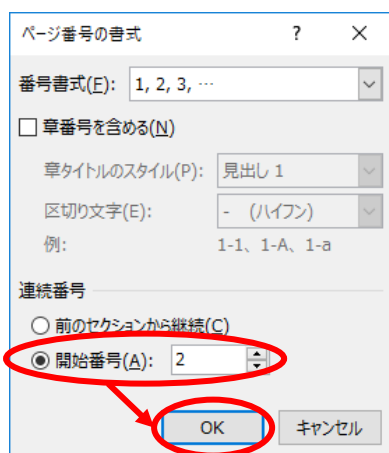 ページ番号の書式 ? ×
番号書式(F): 1, 2, 3, …
章番号を含める(N)
章タイトルのスタイル(P): 見出し 1
区切り文字(E): - (ハイフン)
例: 1-1、1-A、1-a
連続番号
前のセクションから継続(C)
開始番号(A): 2
OK キャンセル